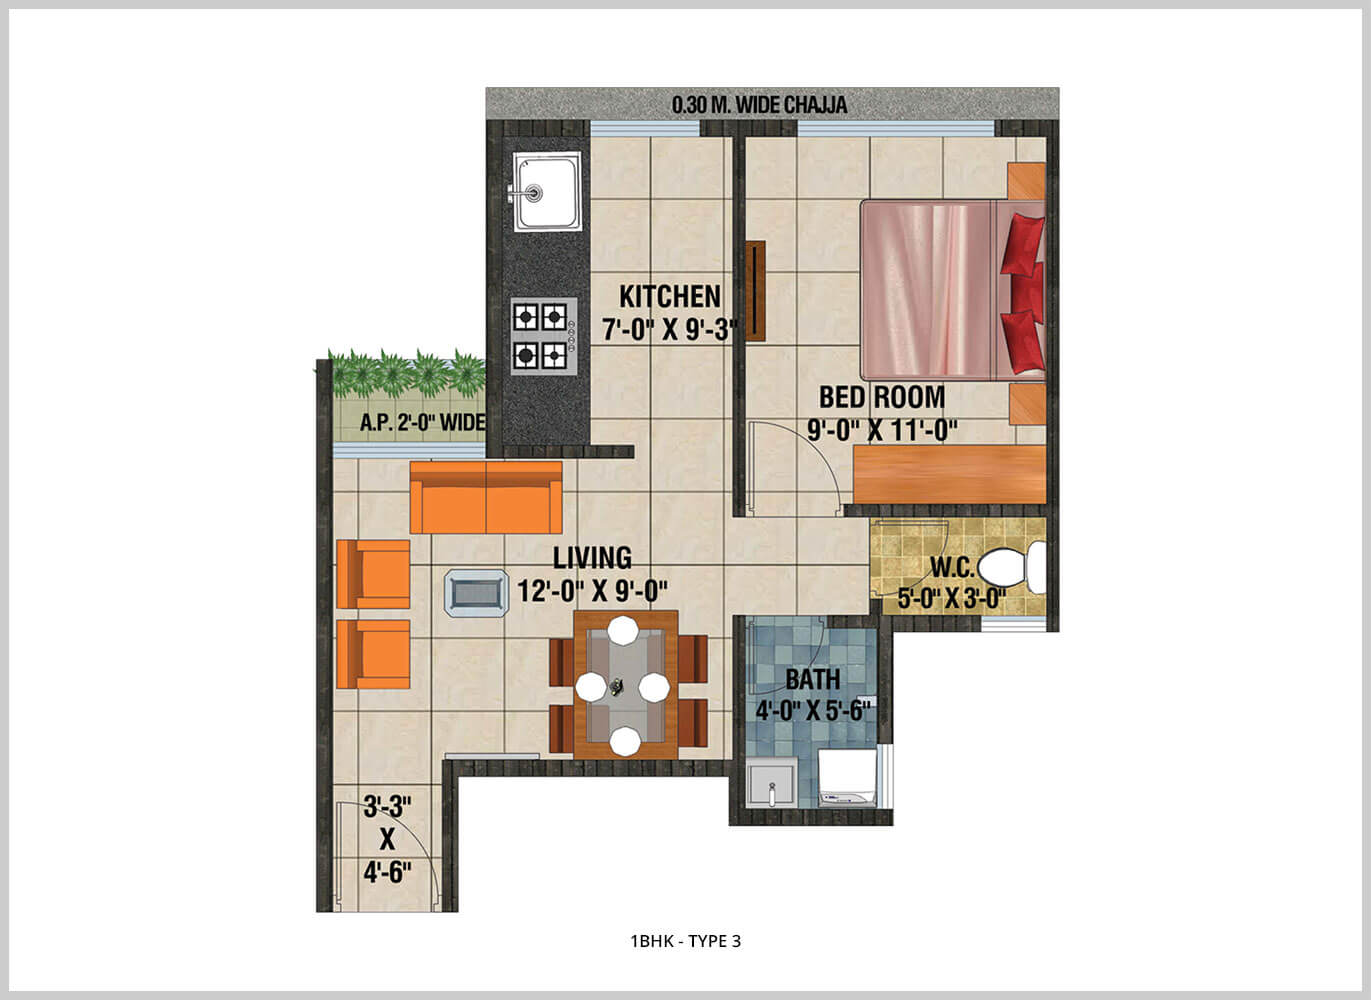 0.30 M. WIDE CHAJJA
KITCHEN
7'-0" X 9'-3"
BED ROOM
9'-0" X 11'-0"
A.P. 2'-0" WIDE
LIVING
12'-0" X 9'-0"
W.C.
5'-0" X 3'-0"
BATH
4'-0" X 5'-6"
3'-3"
X
4'-6"
1BHK - TYPE 3